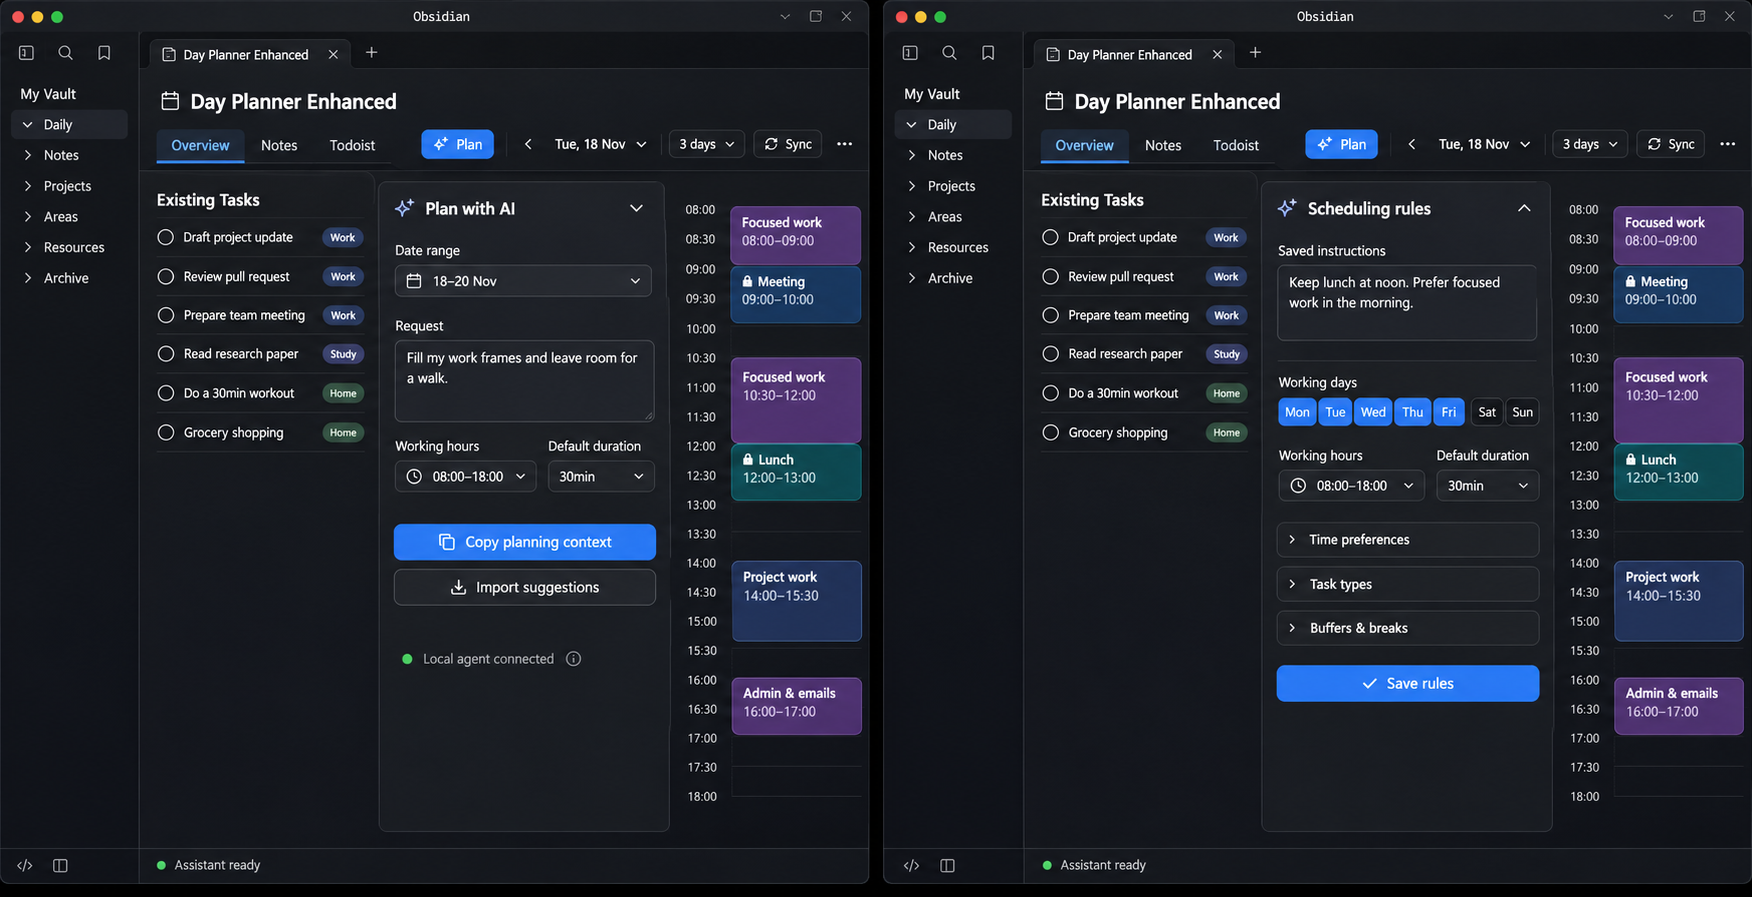 Obsidian
Day Planner Enhanced
My Vault
Daily
Notes
Projects
Areas
Resources
Archive
Day Planner Enhanced
Overview
Notes
Todoist
Plan
Tue, 18 Nov
3 days
Sync
Existing Tasks
Draft project update Work
Review pull request Work
Prepare team meeting Work
Read research paper Study
Do a 30min workout Home
Grocery shopping Home
Plan with AI
Date range
18–20 Nov
Request
Fill my work frames and leave room for
a walk.
Working hours
08:00–18:00
Default duration
30min
Copy planning context
Import suggestions
Local agent connected
08:00
08:30
09:00
09:30
10:00
10:30
11:00
11:30
12:00
12:30
13:00
13:30
14:00
14:30
15:00
15:30
16:00
16:30
17:00
17:30
18:00
Focused work
08:00–09:00
Meeting
09:00–10:00
Focused work
10:30–12:00
Lunch
12:00–13:00
Project work
14:00–15:30
Admin & emails
16:00–17:00
Assistant ready
Obsidian
Day Planner Enhanced
My Vault
Daily
Notes
Projects
Areas
Resources
Archive
Day Planner Enhanced
Overview
Notes
Todoist
Plan
Tue, 18 Nov
3 days
Sync
Existing Tasks
Draft project update Work
Review pull request Work
Prepare team meeting Work
Read research paper Study
Do a 30min workout Home
Grocery shopping Home
Scheduling rules
Saved instructions
Keep lunch at noon. Prefer focused
work in the morning.
Working days
Mon Tue Wed Thu Fri Sat Sun
Working hours
08:00–18:00
Default duration
30min
Time preferences
Task types
Buffers & breaks
Save rules
08:00
08:30
09:00
09:30
10:00
10:30
11:00
11:30
12:00
12:30
13:00
13:30
14:00
14:30
15:00
15:30
16:00
16:30
17:00
17:30
18:00
Focused work
08:00–09:00
Meeting
09:00–10:00
Focused work
10:30–12:00
Lunch
12:00–13:00
Project work
14:00–15:30
Admin & emails
16:00–17:00
Assistant ready